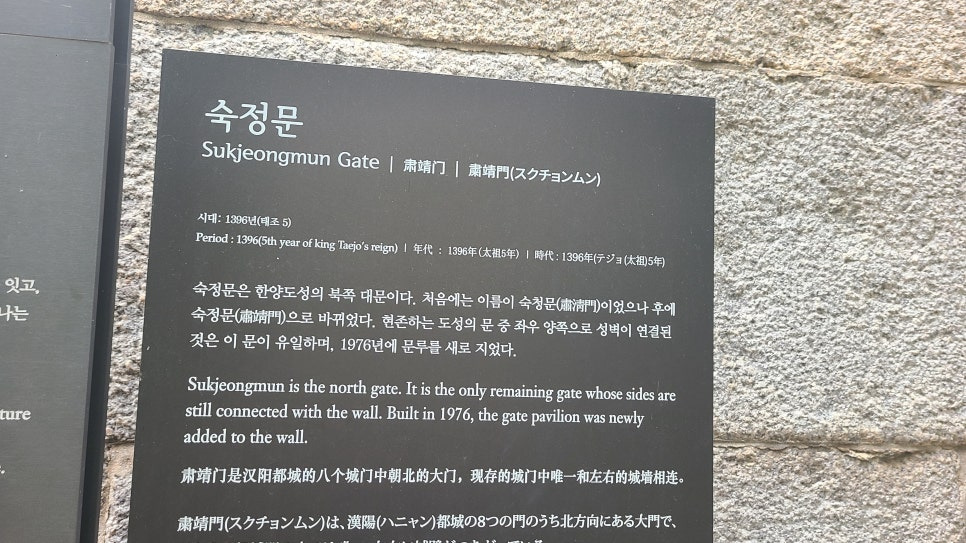 숙정문
Sukjeongmun Gate | 肅靖门 | 肅靖門(スクチョンムン)
시대: 1396년(태조 5)
Period : 1396(5th year of king Taejo's reign) | 年代 : 1396年(太祖5年) | 時代 : 1396年(テジョ(太祖)5年)
숙정문은 한양도성의 북쪽 대문이다. 처음에는 이름이 숙청문(肅淸門)이었으나 후에
숙정문(肅靖門)으로 바뀌었다. 현존하는 도성의 문 중 좌우 양쪽으로 성벽이 연결된
것은 이 문이 유일하며, 1976년에 문루를 새로 지었다.
Sukjeongmun is the north gate. It is the only remaining gate whose sides are
still connected with the wall. Built in 1976, the gate pavilion was newly
added to the wall.
肅靖门是汉阳都城的八个城门中朝北的大门，现存的城门中唯一和左右的城墙相连。
肅靖門(スクチョンムン)は、漢陽(ハニャン)都城の8つの門のうち北方向にある大門で、
잇고,
나는
ture